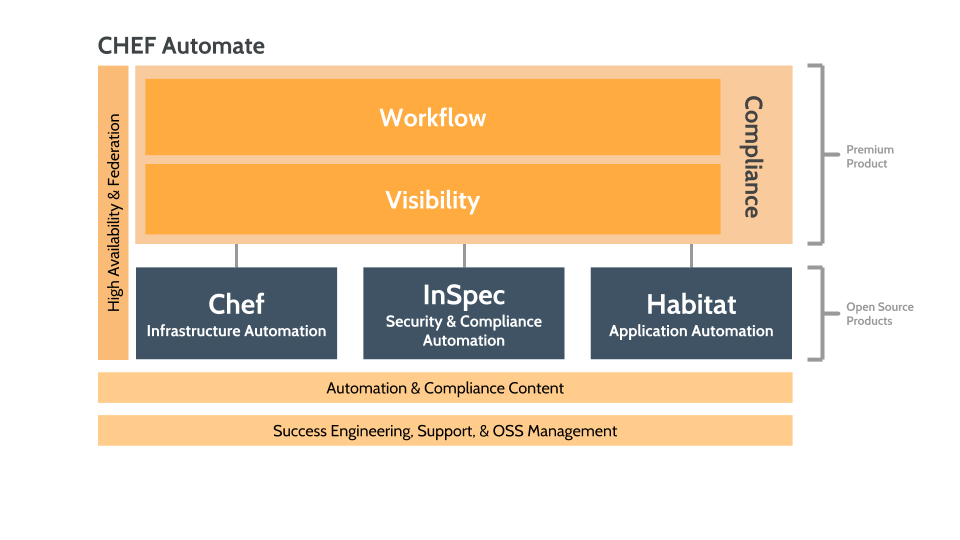 CHEF Automate
High Availability & Federation
Workflow
Visibility
Compliance
Premium
Product
Chef
Infrastructure Automation
InSpec
Security & Compliance
Automation
Habitat
Application Automation
Open Source
Products
Automation & Compliance Content
Success Engineering, Support, & OSS Management